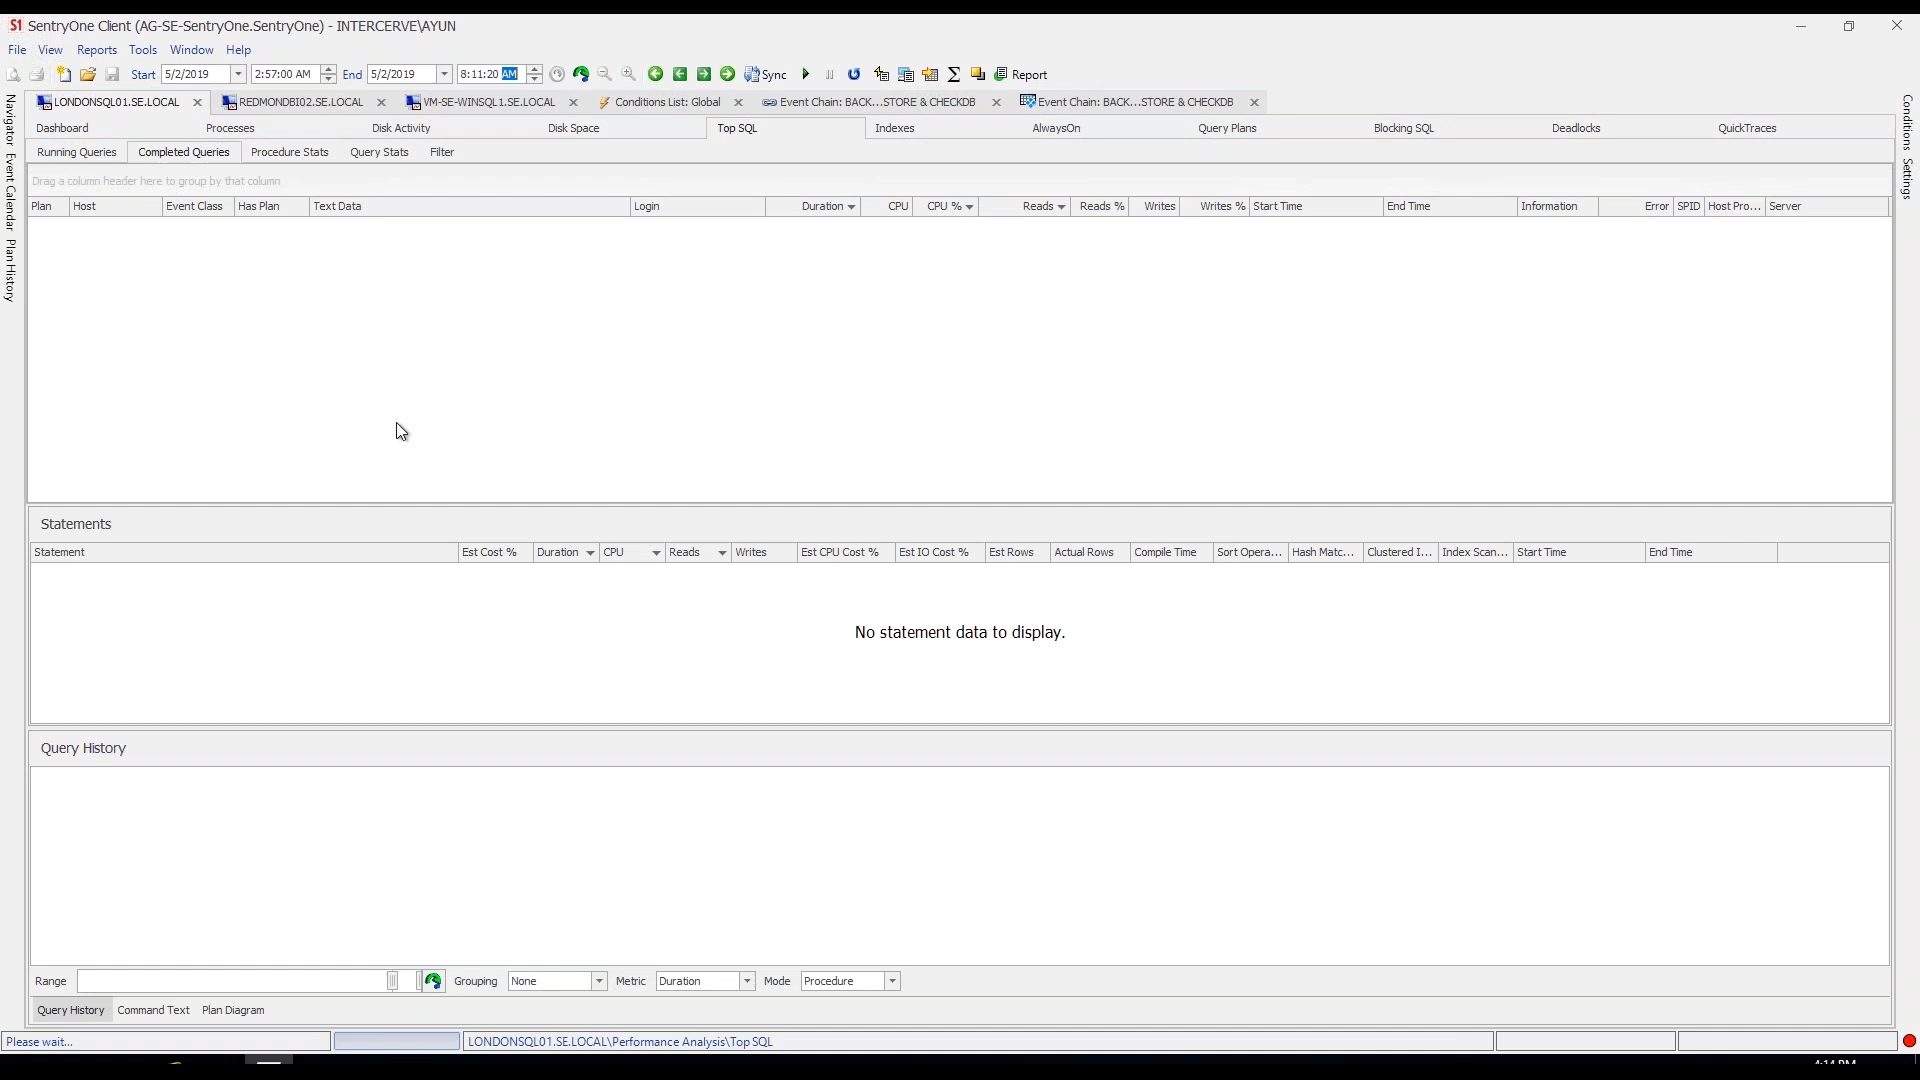 S1 SentryOne Client (AG-SE-SentryOne.SentryOne) - INTERCERVE\AYUN
File View Reports Tools Window Help
Start 5/2/2019 2:57:00 AM End 5/2/2019 8:11:20 AM Sync Report
LONDONSQL01.SE.LOCAL REDMONDBI02.SE.LOCAL VM-SE-WINSQL1.SE.LOCAL Conditions List: Global Event Chain: BACK...STORE & CHECKDB Event Chain: BACK...STORE & CHECKDB
Dashboard Processes Disk Activity Disk Space Top SQL Indexes AlwaysOn Query Plans Blocking SQL Deadlocks QuickTraces
Running Queries Completed Queries Procedure Stats Query Stats Filter
Navigator Event Calendar Plan History
Conditions Settings
Drag a column header here to group by that column
Plan Host Event Class Has Plan Text Data Login Duration CPU CPU % Reads Reads % Writes Writes % Start Time End Time Information Error SPID Host Pro... Server
Statements
Statement Est Cost % Duration CPU Reads Writes Est CPU Cost % Est IO Cost % Est Rows Actual Rows Compile Time Sort Opera... Hash Matc... Clustered I... Index Scan... Start Time End Time
No statement data to display.
Query History
Range Grouping None Metric Duration Mode Procedure
Query History Command Text Plan Diagram
Please wait... LONDONSQL01.SE.LOCAL\Performance Analysis\Top SQL
4:14 PM